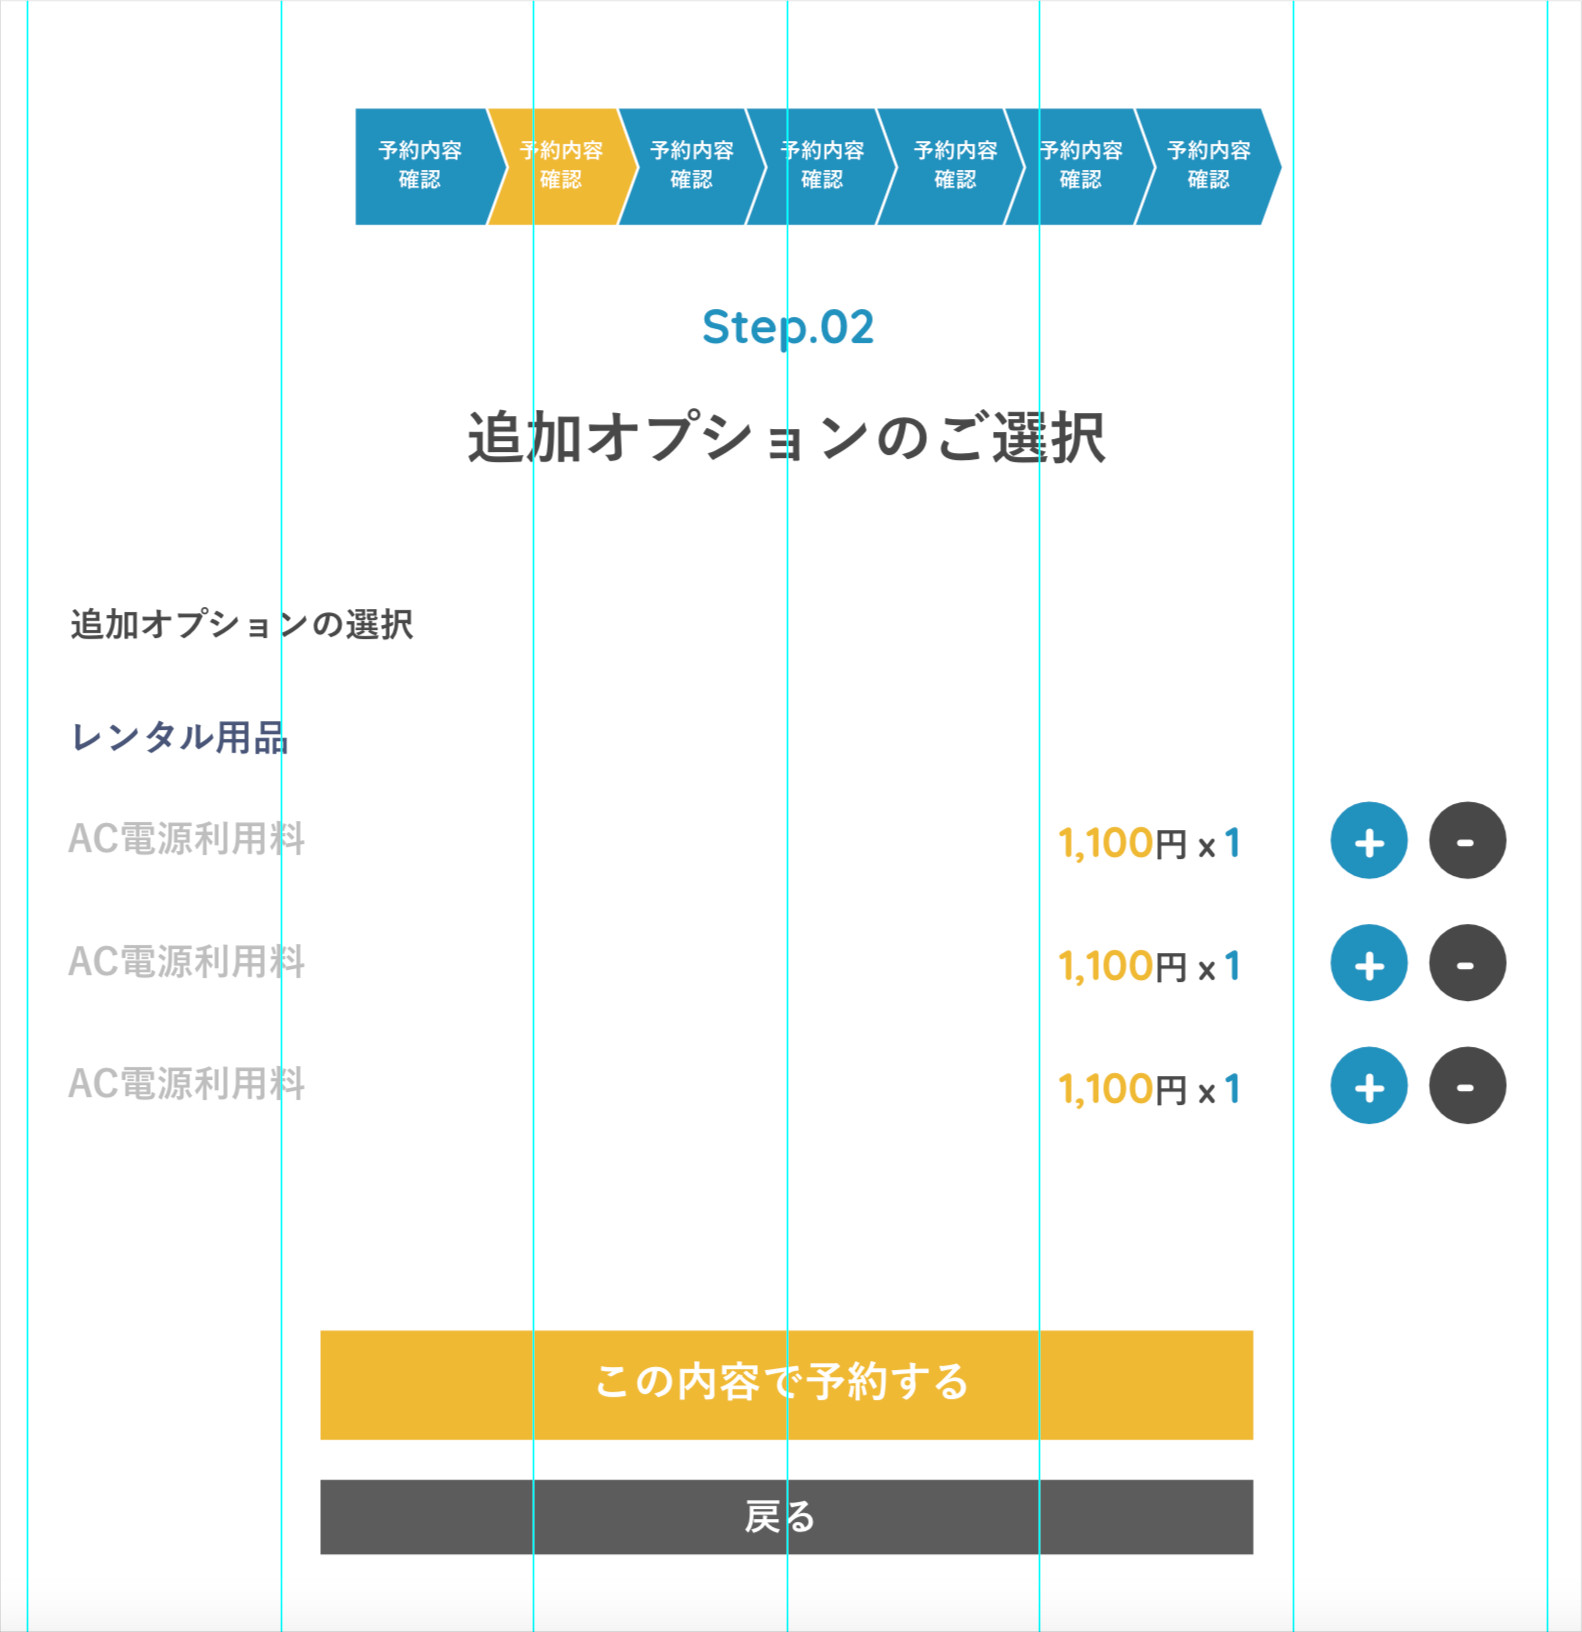 予約内容
確認
予約内容
確認
予約内容
確認
予約内容
確認
予約内容
確認
予約内容
確認
予約内容
確認
Step.02
追加オプションのご選択
追加オプションの選択
レンタル用品
AC電源利用料 1,100円 x 1 + -
AC電源利用料 1,100円 x 1 + -
AC電源利用料 1,100円 x 1 + -
この内容で予約する
戻る